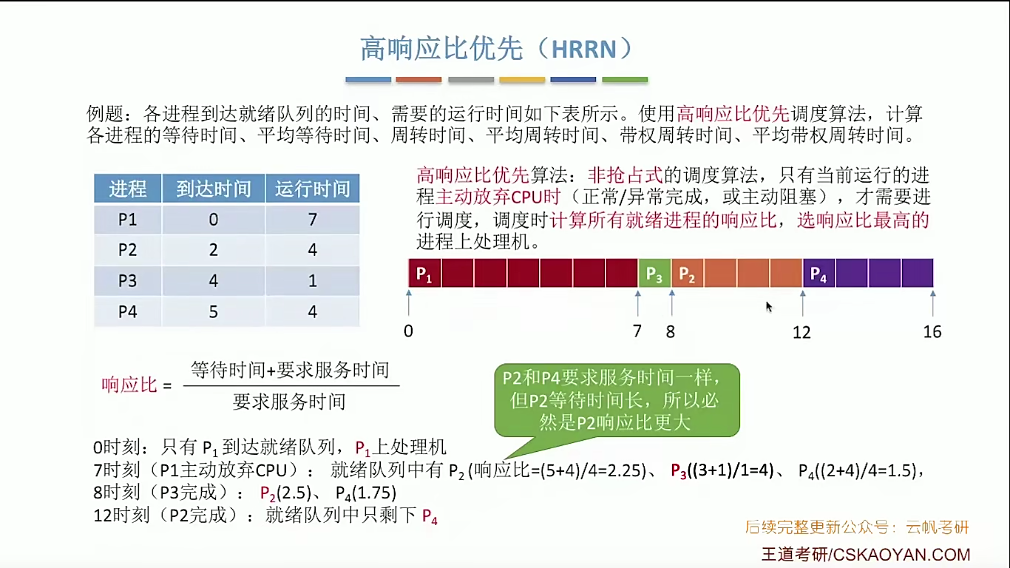 高响应比优先（HRRN）
例题：各进程到达就绪队列的时间、需要的运行时间如下表所示。使用高响应比优先调度算法，计算
各进程的等待时间、平均等待时间、周转时间、平均周转时间、带权周转时间、平均带权周转时间。
进程 到达时间 运行时间
P1 0 7
P2 2 4
P3 4 1
P4 5 4
高响应比优先算法：非抢占式的调度算法，只有当前运行的进
程主动放弃CPU时（正常/异常完成，或主动阻塞），才需要进
行调度，调度时计算所有就绪进程的响应比，选响应比最高的
进程上处理机。
P₁ P₃ P₂ P₄
0 7 8 12 16
响应比 = 
等待时间+要求服务时间
要求服务时间
P2和P4要求服务时间一样，
但P2等待时间长，所以必
然是P2响应比更大
0时刻：只有 P₁ 到达就绪队列，P₁上处理机
7时刻（P1主动放弃CPU）： 就绪队列中有 P₂ (响应比=(5+4)/4=2.25)、 P₃((3+1)/1=4)、 P₄((2+4)/4=1.5)，
8时刻（P3完成）： P₂(2.5)、 P₄(1.75)
12时刻（P2完成）：就绪队列中只剩下 P₄
后续完整更新公众号：云帆考研
王道考研/CSKAOYAN.COM